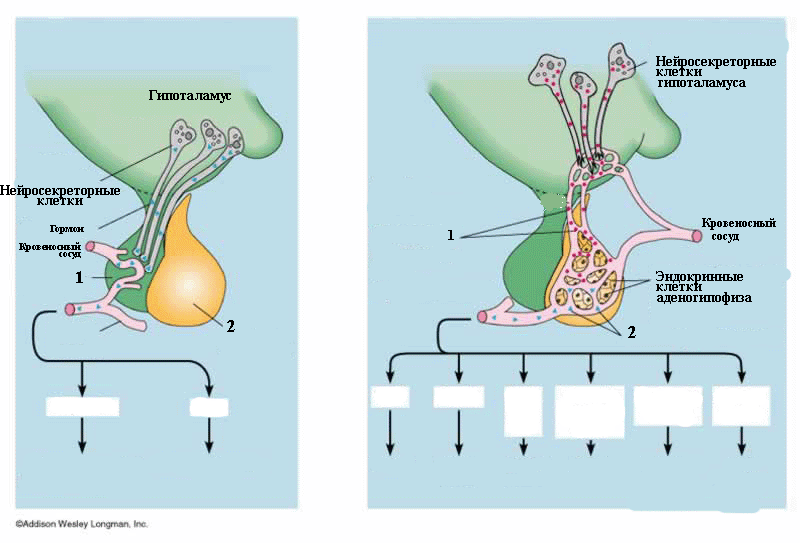 Гипоталамус
Нейросекреторные
клетки
Гормон
Кровеносный
сосуд
1
2
Нейросекреторные
клетки
гипоталамуса
1
Кровеносный
сосуд
Эндокринные
клетки
аденогипофиза
2
©Addison Wesley Longman, Inc.